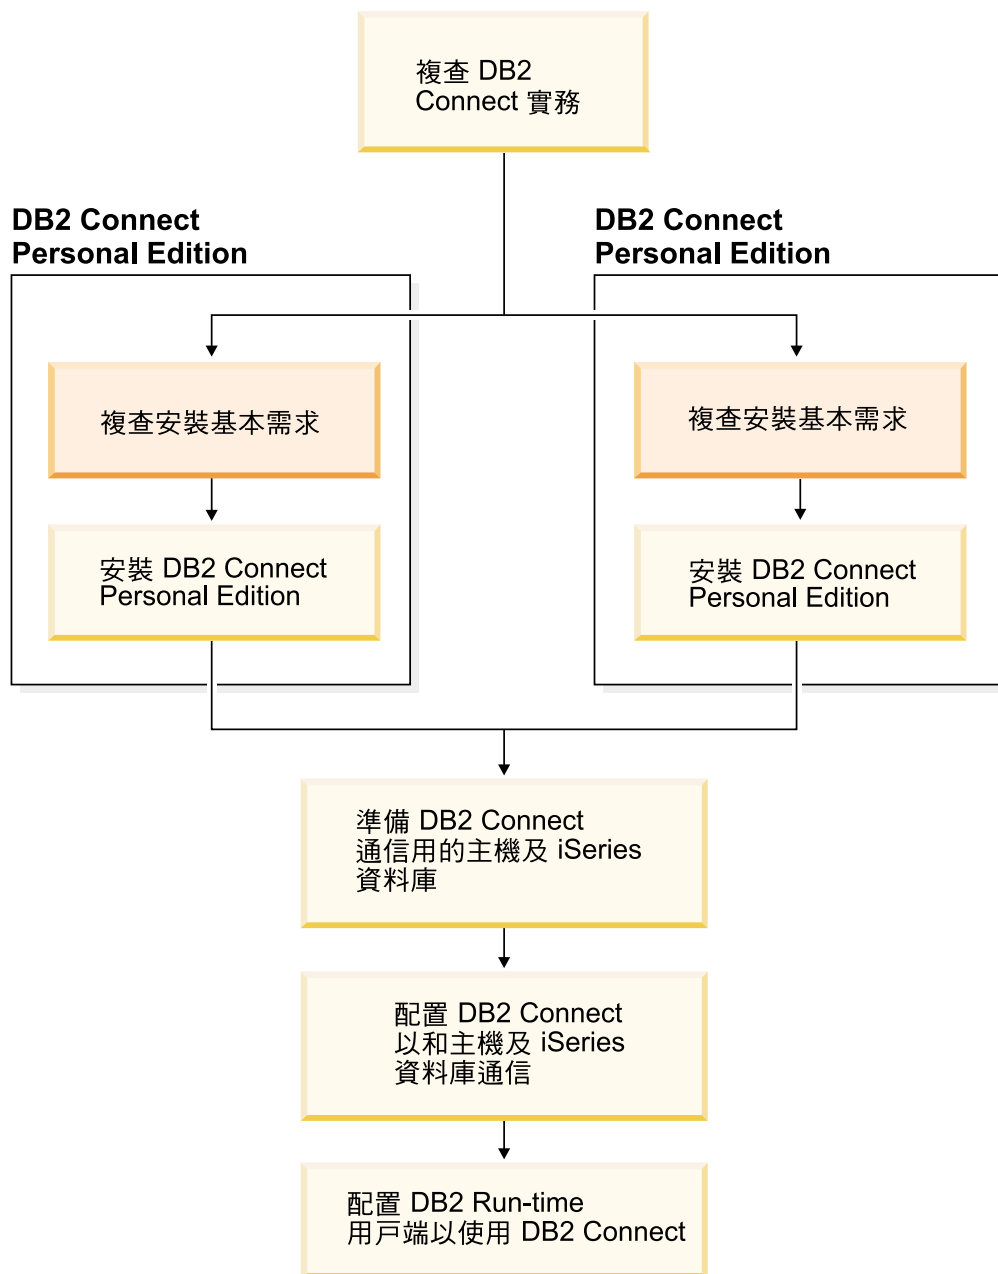 複查 DB2
Connect 實務
DB2 Connect
Personal Edition
複查安裝基本需求
安裝 DB2 Connect
Personal Edition
DB2 Connect
Personal Edition
複查安裝基本需求
安裝 DB2 Connect
Personal Edition
準備 DB2 Connect
通信用的主機及 iSeries
資料庫
配置 DB2 Connect
以和主機及 iSeries
資料庫通信
配置 DB2 Run-time
用戶端以使用 DB2 Connect